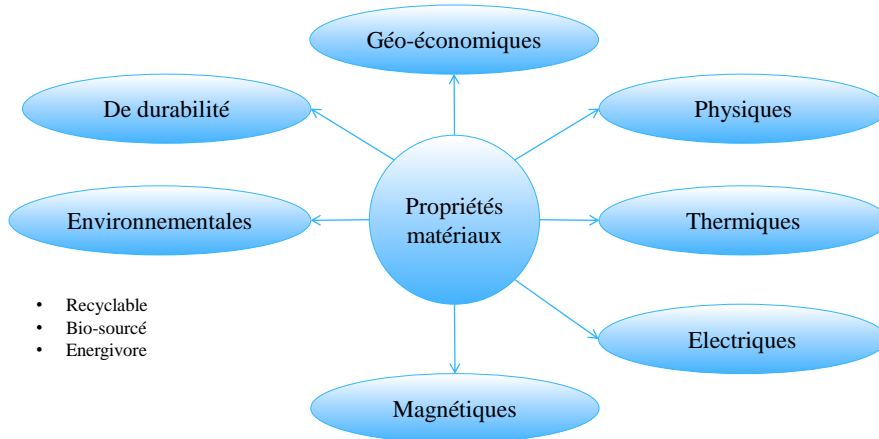 Géo-économiques
De durabilité
Physiques
Environnementales
Propriétés
matériaux
Thermiques
• Recyclable
• Bio-sourcé
• Energivore
Electriques
Magnétiques